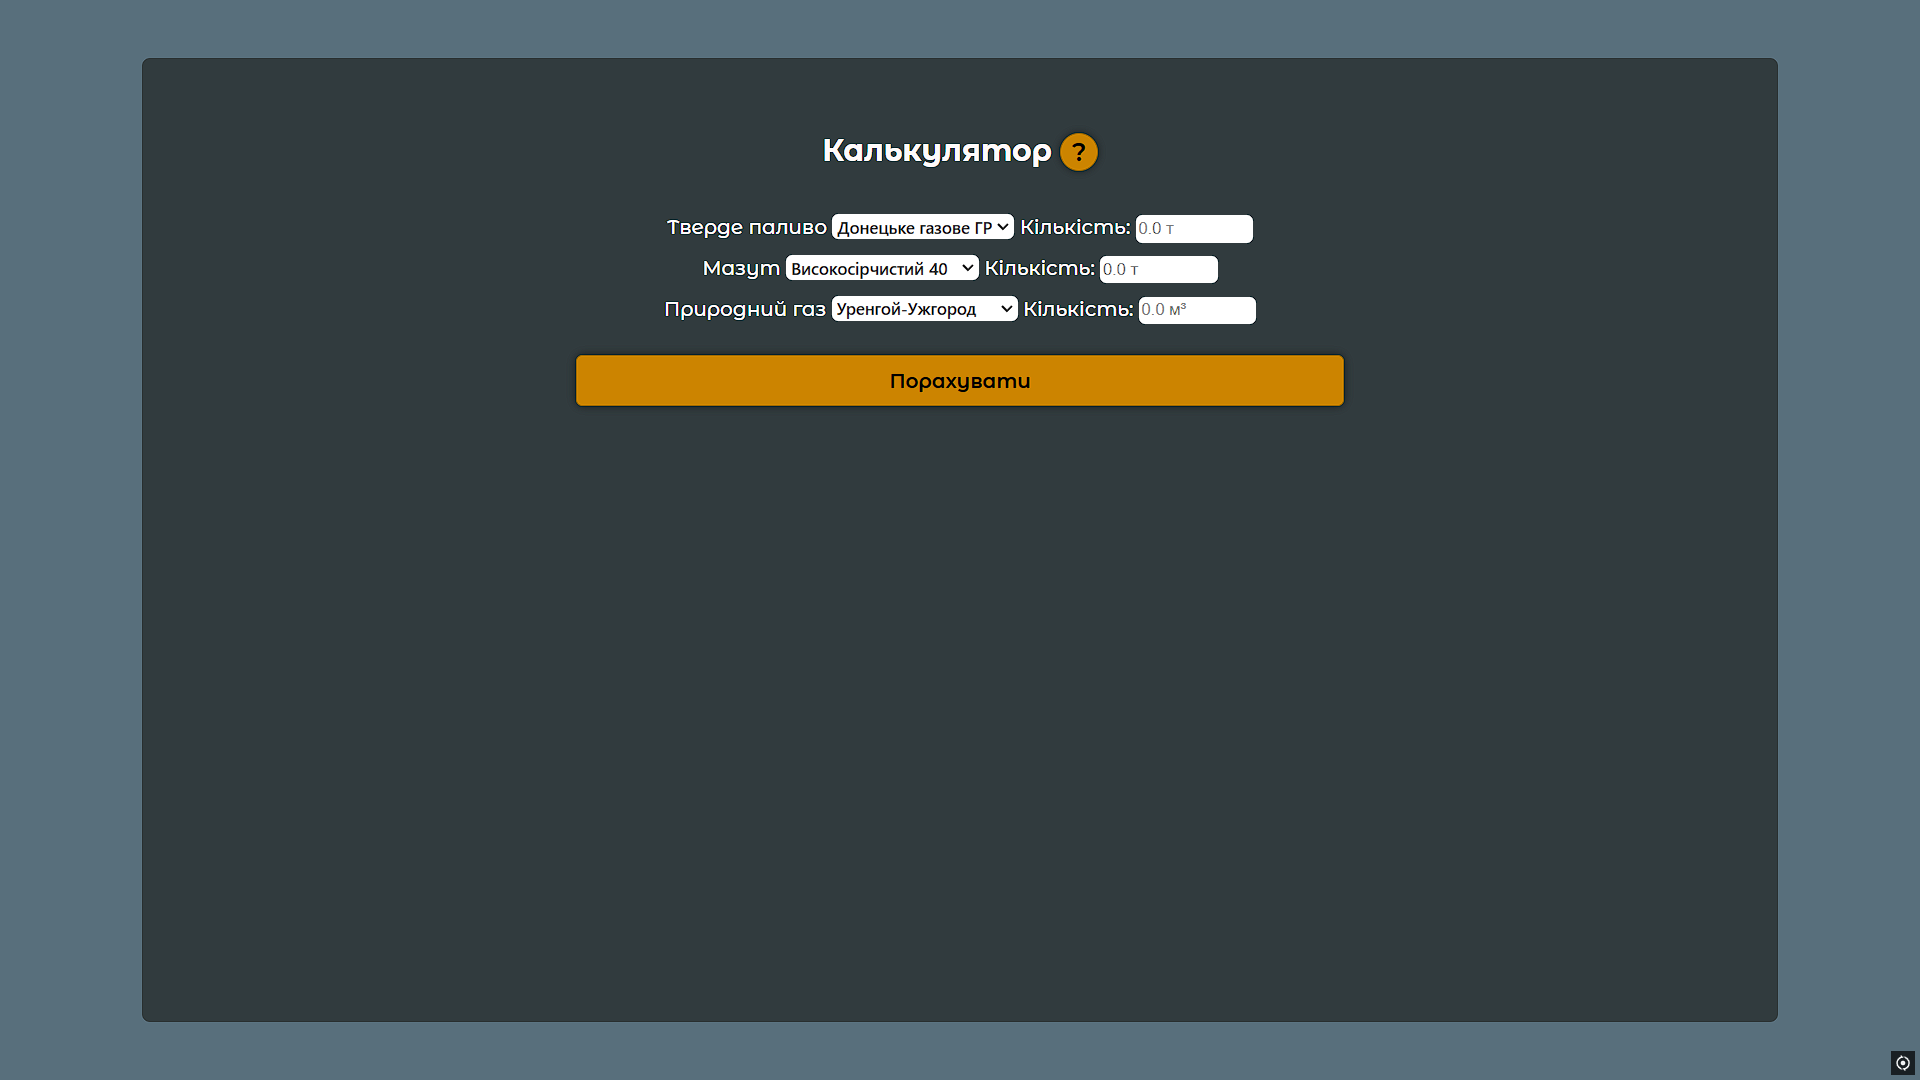 Калькулятор ?
Тверде паливо Донецьке газове ГР Кількість: 0.0 т
Мазут Високосірчистий 40 Кількість: 0.0 т
Природний газ Уренгой-Ужгород Кількість: 0.0 м³
Порахувати